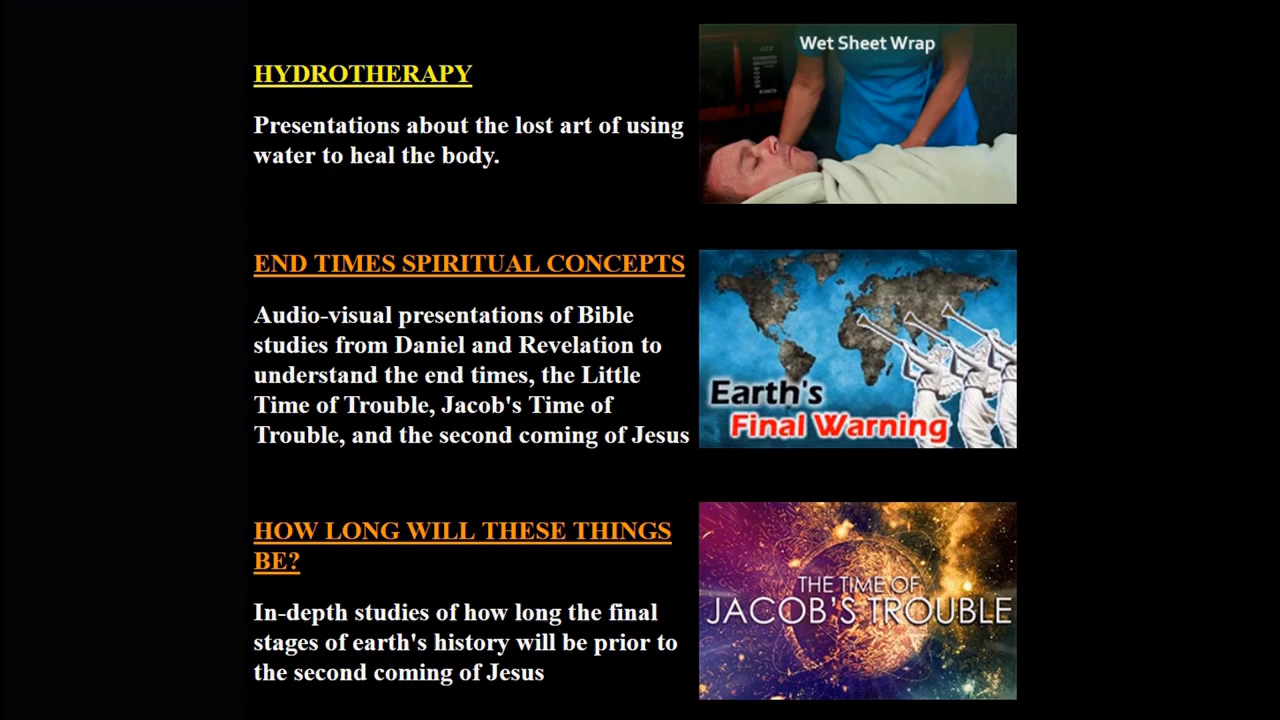 HYDROTHERAPY
Presentations about the lost art of using
water to heal the body.
Wet Sheet Wrap
END TIMES SPIRITUAL CONCEPTS
Audio-visual presentations of Bible
studies from Daniel and Revelation to
understand the end times, the Little
Time of Trouble, Jacob's Time of
Trouble, and the second coming of Jesus
Earth's
Final Warning
HOW LONG WILL THESE THINGS
BE?
In-depth studies of how long the final
stages of earth's history will be prior to
the second coming of Jesus
THE TIME OF
JACOB'S TROUBLE